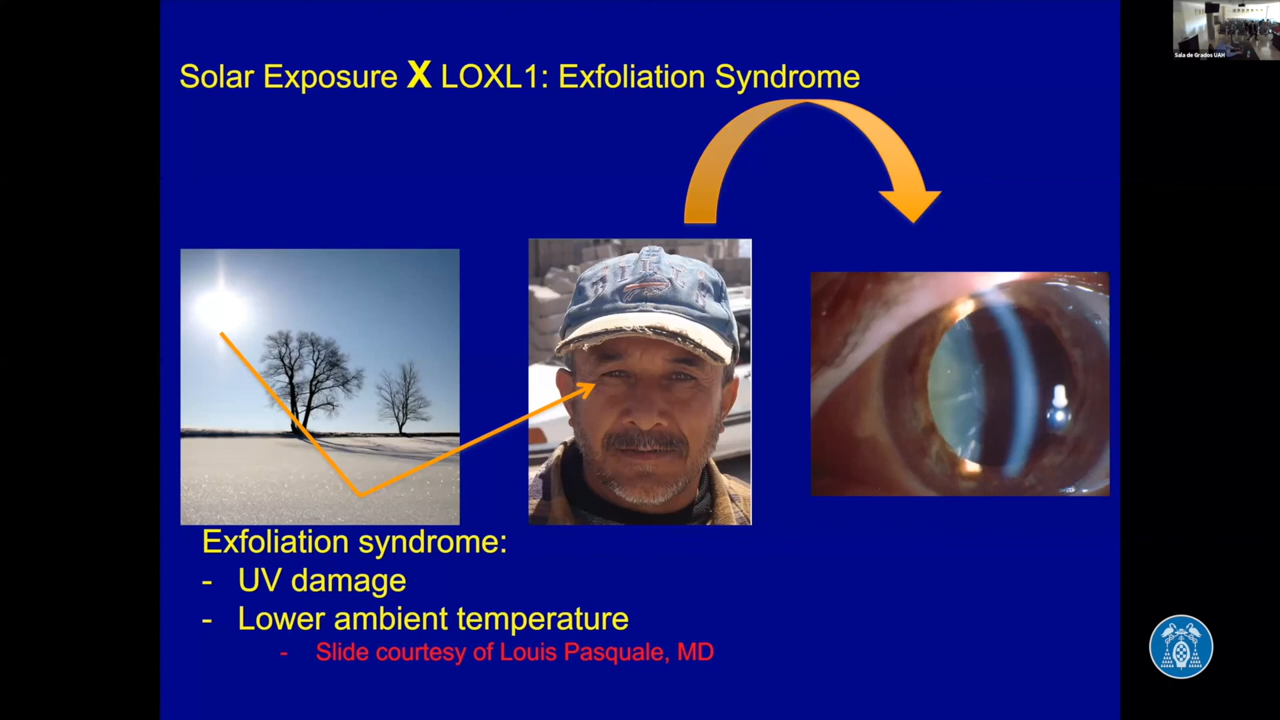 Solar Exposure X LOXL1: Exfoliation Syndrome
Sala de Grados UAH
Exfoliation syndrome:
- UV damage
- Lower ambient temperature
- Slide courtesy of Louis Pasquale, MD